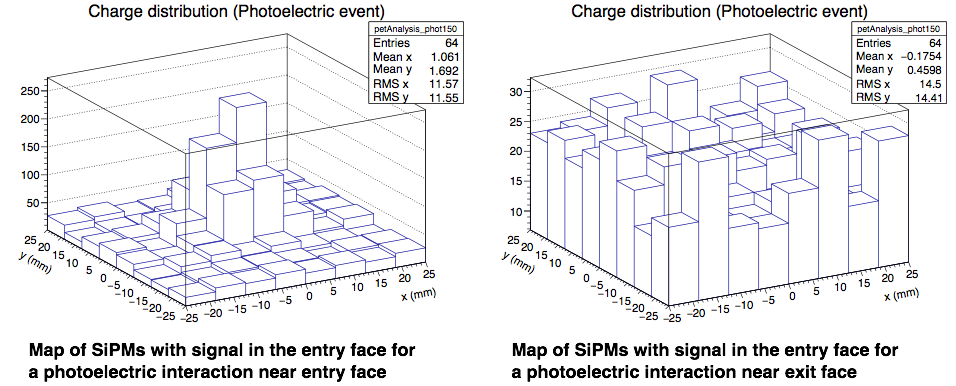 Charge distribution (Photoelectric event)
petAnalysis_phot150
Entries 64
Mean x 1.061
Mean y 1.692
RMS x 11.57
RMS y 11.55
250
200
150
100
50
25
20
15
10
5
0
-5
-10
-15
-20
-25
y (mm)
-25 -20 -15 -10 -5 0 5 10 15 20 25
x (mm)
Map of SiPMs with signal in the entry face for
a photoelectric interaction near entry face
Charge distribution (Photoelectric event)
petAnalysis_phot150
Entries 64
Mean x -0.1754
Mean y 0.4598
RMS x 14.5
RMS y 14.41
30
25
20
15
10
25
20
15
10
5
0
-5
-10
-15
-20
-25
y (mm)
-25 -20 -15 -10 -5 0 5 10 15 20 25
x (mm)
Map of SiPMs with signal in the entry face for
a photoelectric interaction near exit face